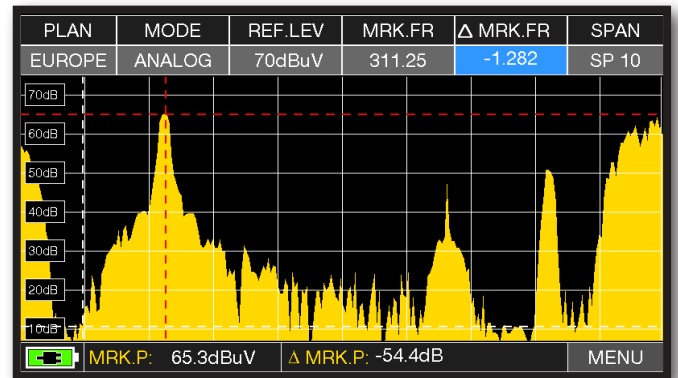 PLAN MODE REF.LEV MRK.FR Δ MRK.FR SPAN
EUROPE ANALOG 70dBuV 311.25 -1.282 SP 10
70dB
60dB
50dB
40dB
30dB
20dB
10dB
MRK.P: 65.3dBuV Δ MRK.P: -54.4dB MENU